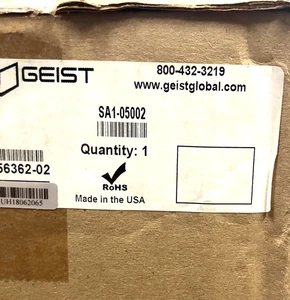 GEIST
800-432-3219
www.geistglobal.com
SA1-05002
Quantity: 1
56362-02
RoHS
Made in the USA
UH18062065